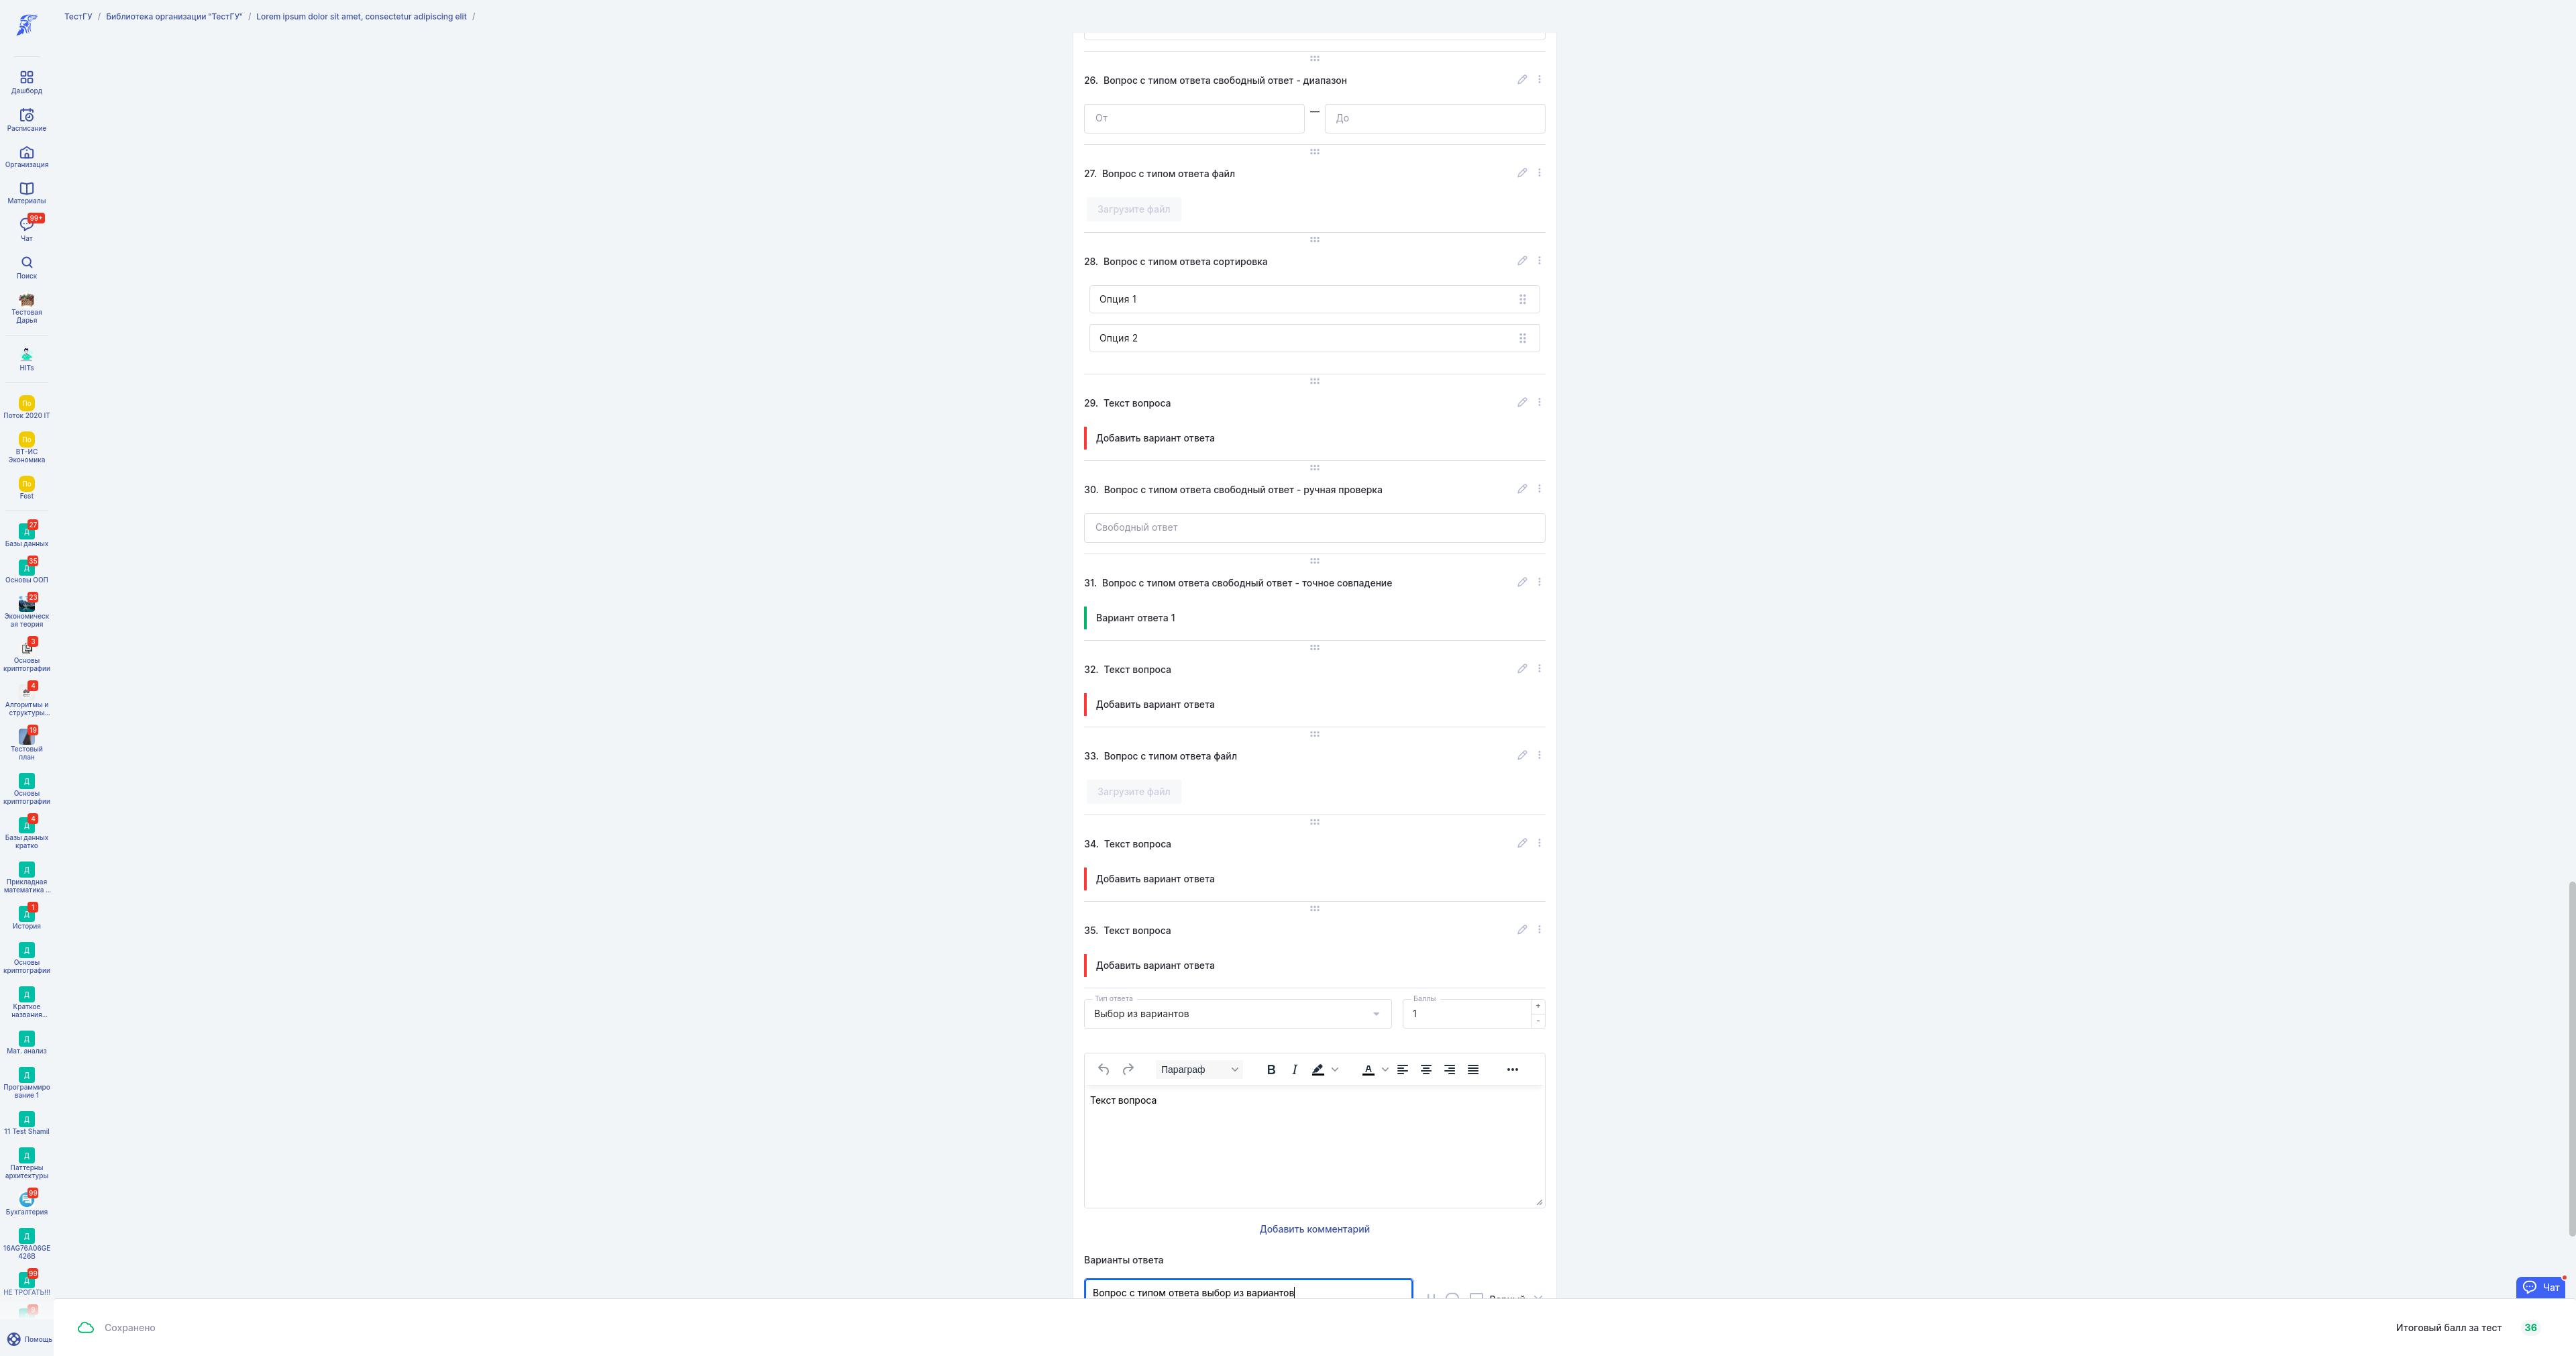 ТестГУ / Библиотека организации "ТестГУ" / Lorem ipsum dolor sit amet, consectetur adipiscing elit /
Дашборд
Расписание
Организация
Материалы
99+
Чат
Поиск
Тестовая
Дарья
HITs
По
Поток 2020 IT
По
ВТ-ИС
Экономика
По
Fest
27
Д
Базы данных
35
Д
Основы ООП
23
Экономическ
ая теория
3
Основы
криптографии
4
Алгоритмы и
структуры...
19
Тестовый
план
Д
Основы
криптографии
4
Д
Базы данных
кратко
Д
Прикладная
математика ...
1
Д
История
Д
Основы
криптографии
Д
Краткое
названия...
Д
Мат. анализ
Д
Программиро
вание 1
Д
11 Test Shamil
Д
Паттерны
архитектуры
99
Бухгалтерия
Д
16AG76A06GE
426B
99
Д
НЕ ТРОГАТЬ!!!
Помощь
26. Вопрос с типом ответа свободный ответ - диапазон
От — До
27. Вопрос с типом ответа файл
Загрузите файл
28. Вопрос с типом ответа сортировка
Опция 1
Опция 2
29. Текст вопроса
Добавить вариант ответа
30. Вопрос с типом ответа свободный ответ - ручная проверка
Свободный ответ
31. Вопрос с типом ответа свободный ответ - точное совпадение
Вариант ответа 1
32. Текст вопроса
Добавить вариант ответа
33. Вопрос с типом ответа файл
Загрузите файл
34. Текст вопроса
Добавить вариант ответа
35. Текст вопроса
Добавить вариант ответа
Тип ответа
Выбор из вариантов
Баллы
1
+
-
Параграф B I A
Текст вопроса
Добавить комментарий
Варианты ответа
Вопрос с типом ответа выбор из вариантов
Чат
Сохранено
Итоговый балл за тест 36